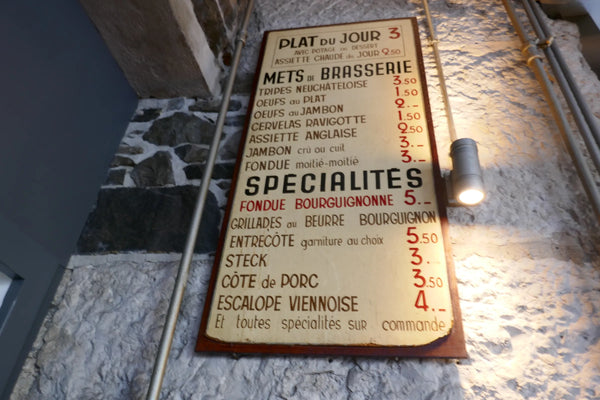 PLAT DU JOUR 3
AVEC POTAGE OU DESSERT
ASSIETTE CHAUDE du JOUR 2.50
METS DE BRASSERIE
TRIPES NEUCHATELOISE 3.50
OEUFS au PLAT 1.50
OEUFS au JAMBON 2.-
CERVELAS RAVIGOTTE 1.50
ASSIETTE ANGLAISE 2.50
JAMBON crû ou cuit 3.-
FONDUE moitié-moitié 3.-
SPÉCIALITÉS
FONDUE BOURGUIGNONNE 5.-
GRILLADES au BEURRE BOURGUIGNON
ENTRECÔTE garniture au choix 5.50
STECK 3.-
CÔTE de PORC 3.50
ESCALOPE VIENNOISE 4.-
Et toutes spécialités sur commande